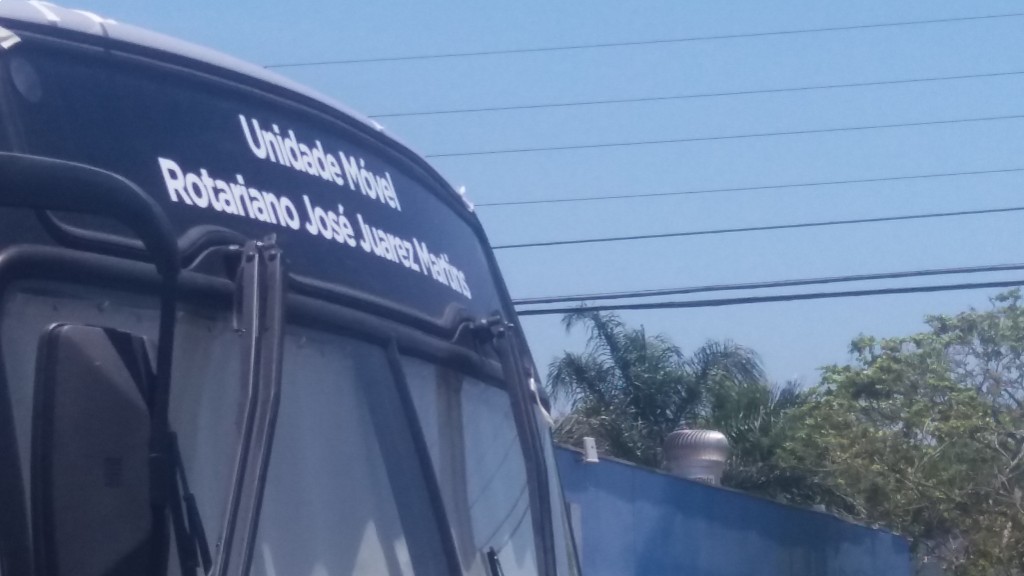 Unidade Móvel
Rotariano José Juarez Martins